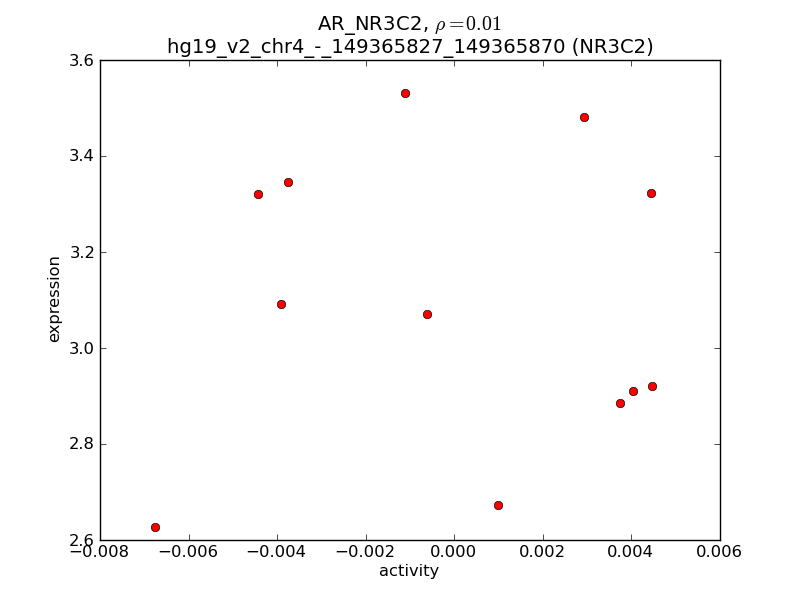 AR_NR3C2, ρ=0.01
hg19_v2_chr4_-_149365827_149365870 (NR3C2)
3.6
3.4
3.2
3.0
2.8
2.6
expression
−0.008 −0.006 −0.004 −0.002 0.000 0.002 0.004 0.006
activity